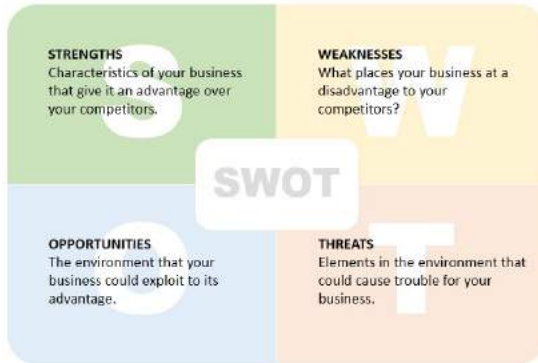 STRENGTHS
Characteristics of your business
that give it an advantage over
your competitors.
WEAKNESSES
What places your business at a
disadvantage to your
competitors?
SWOT
OPPORTUNITIES
The environment that your
business could exploit to its
advantage.
THREATS
Elements in the environment that
could cause trouble for your
business.
S
W
O
T